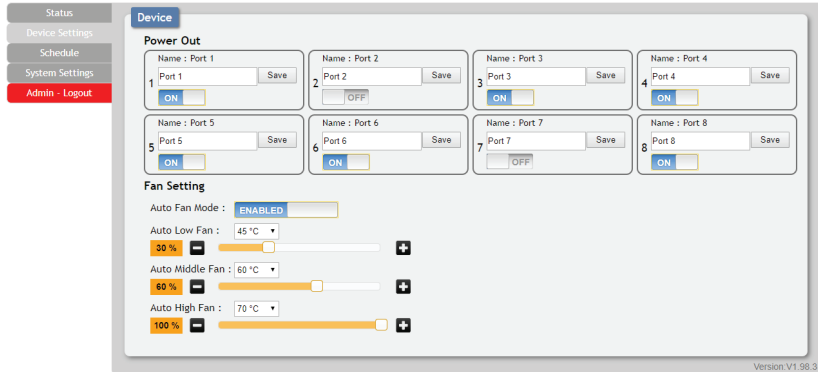 Status
Device Settings
Schedule
System Settings
Admin - Logout
Device
Power Out
Name : Port 1 Name : Port 2 Name : Port 3 Name : Port 4
1 Port 1 Save 2 Port 2 Save 3 Port 3 Save 4 Port 4 Save
ON OFF ON ON
Name : Port 5 Name : Port 6 Name : Port 7 Name : Port 8
5 Port 5 Save 6 Port 6 Save 7 Port 7 Save 8 Port 8 Save
ON ON OFF ON
Fan Setting
Auto Fan Mode : ENABLED
Auto Low Fan : 45 °C
30 %
Auto Middle Fan : 60 °C
60 %
Auto High Fan : 70 °C
100 %
Version:V1.98.3